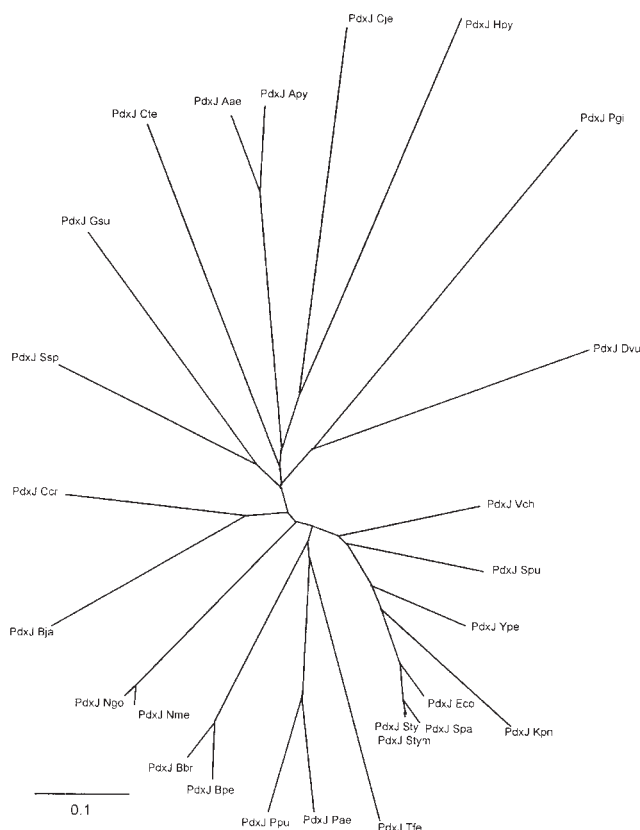 PdxJ Cje
PdxJ Hpy
PdxJ Apy
PdxJ Aae
PdxJ Cte
PdxJ Pgi
PdxJ Gsu
PdxJ Dvu
PdxJ Ssp
PdxJ Ccr
PdxJ Vch
PdxJ Spu
PdxJ Ype
PdxJ Bja
PdxJ Eco
PdxJ Ngo
PdxJ Nme
PdxJ Sty
PdxJ Spa
PdxJ Kpn
PdxJ Stym
PdxJ Bbr
PdxJ Bpe
PdxJ Ppu
PdxJ Pae
PdxJ Tfe
0.1